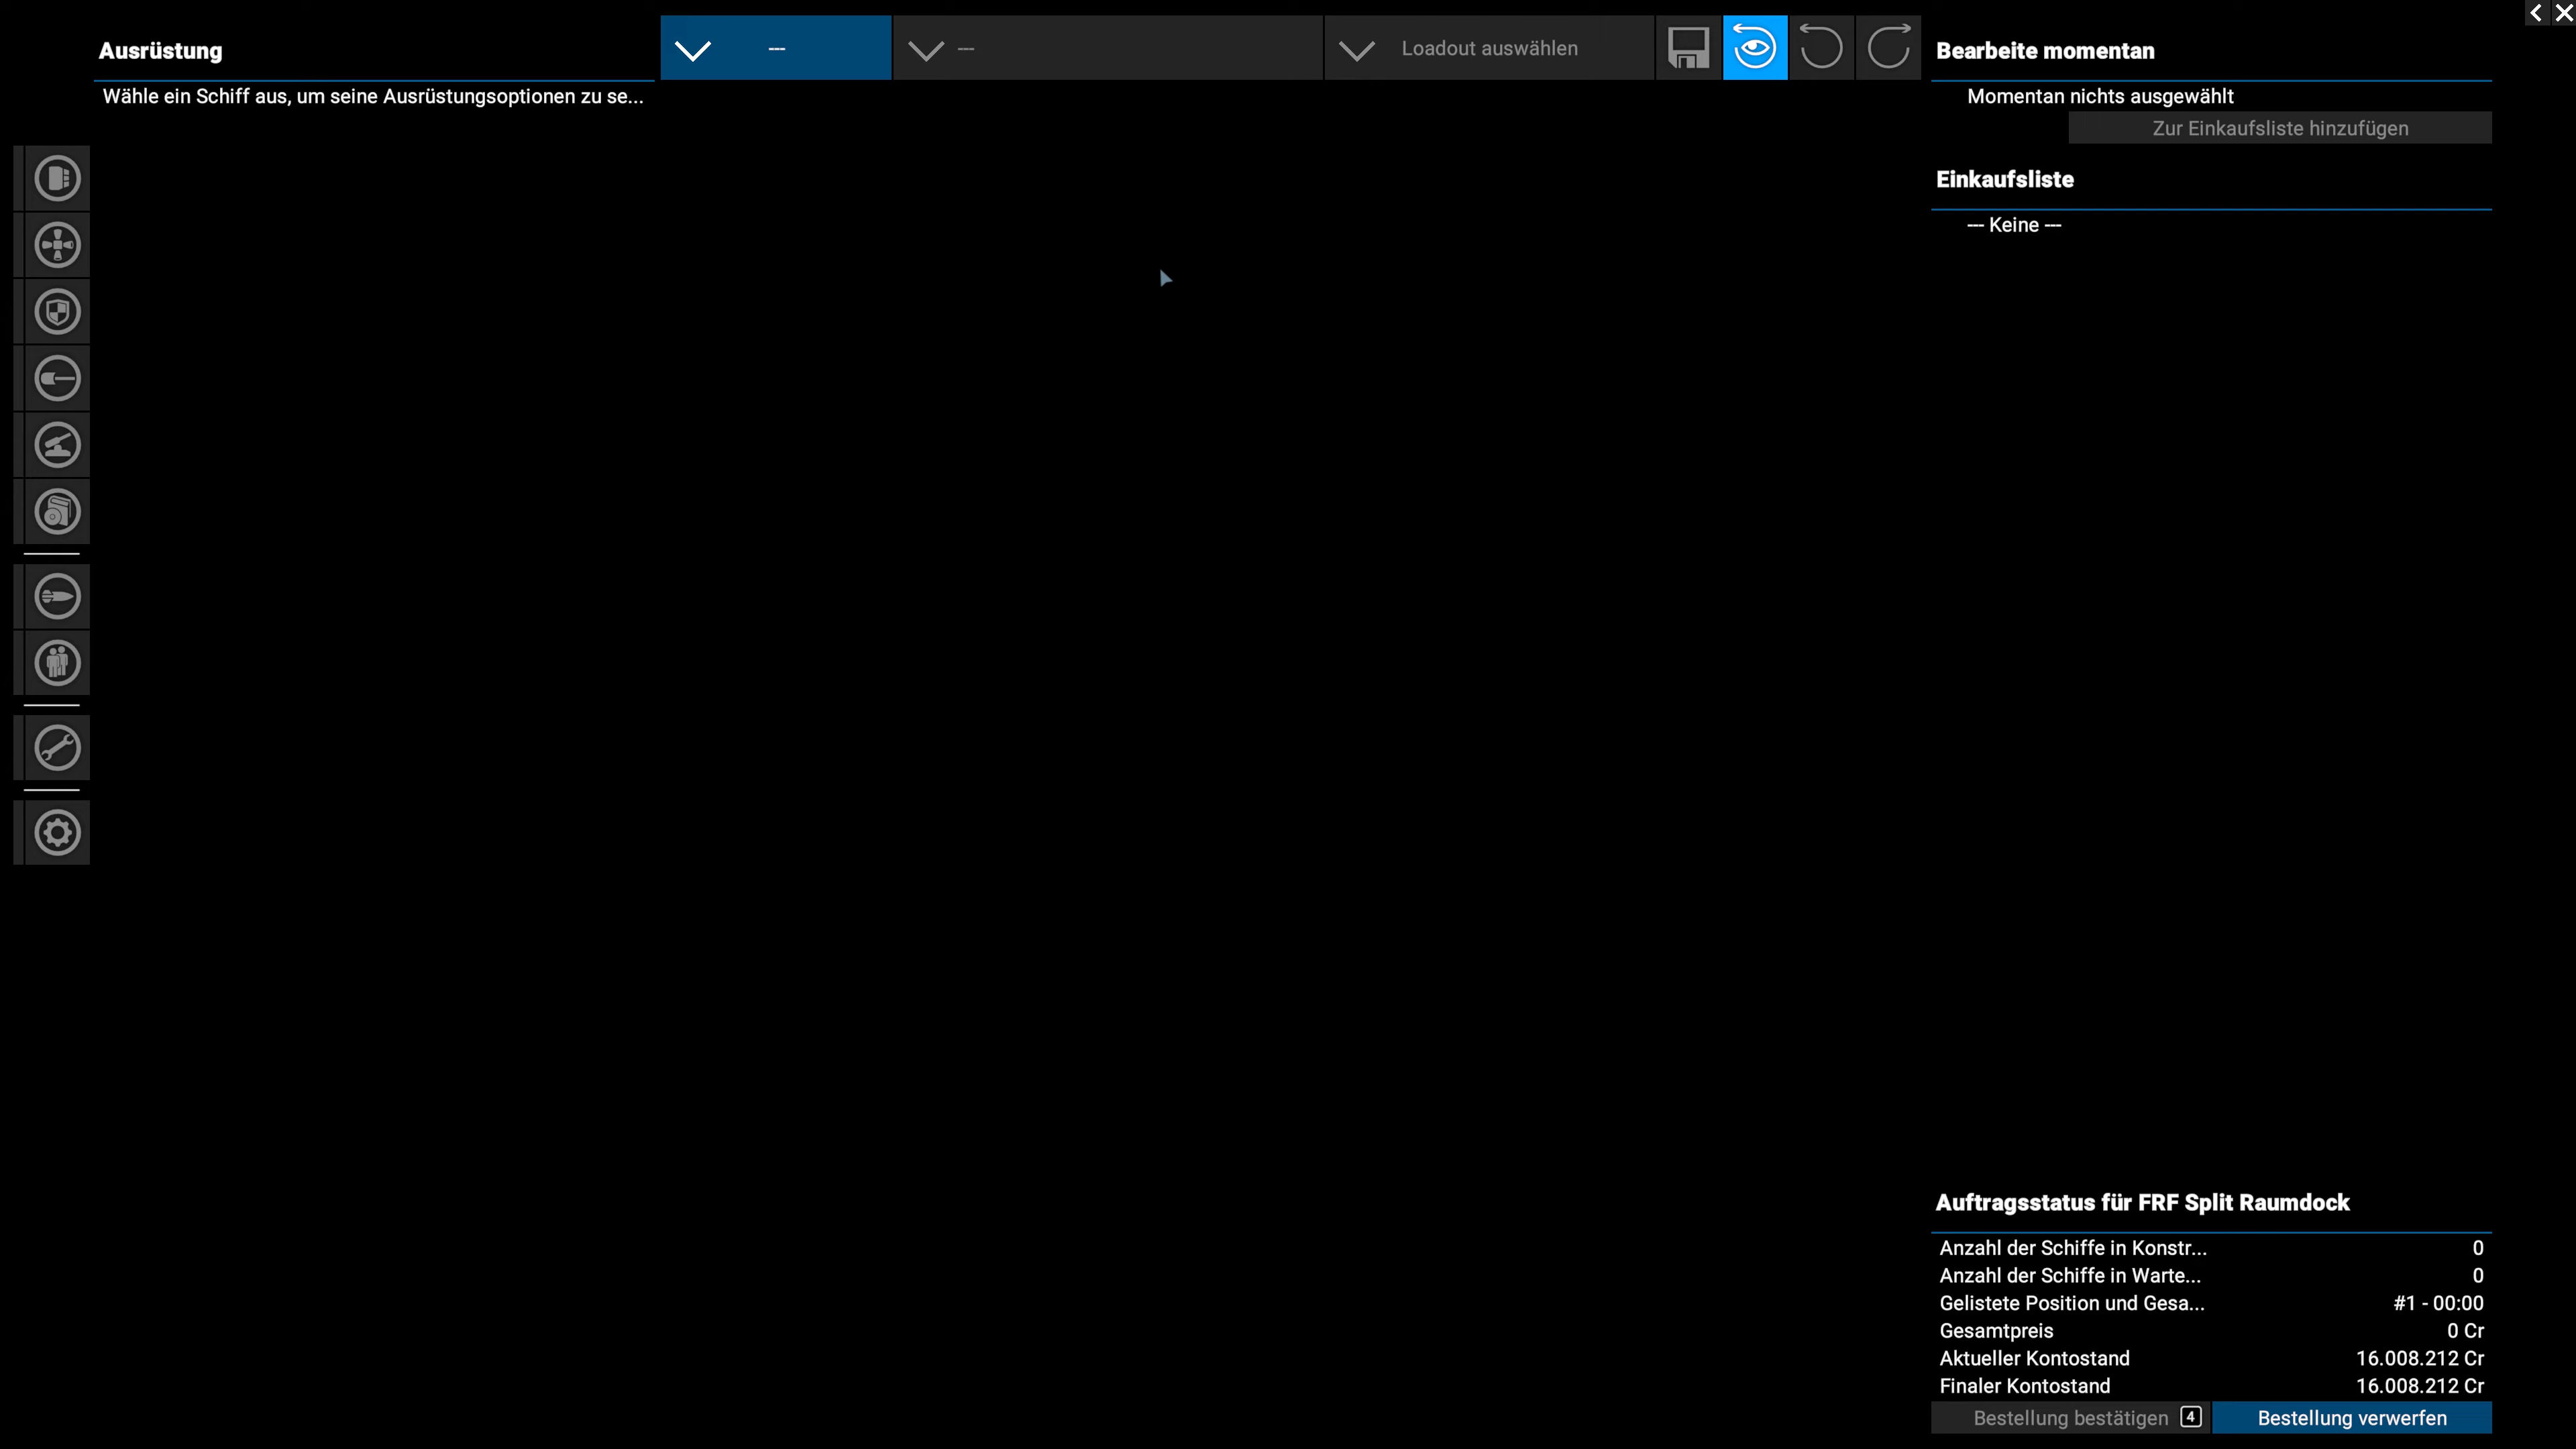 Ausrüstung
Wähle ein Schiff aus, um seine Ausrüstungsoptionen zu se...
---
---
Loadout auswählen
Bearbeite momentan
Momentan nichts ausgewählt
Zur Einkaufsliste hinzufügen
Einkaufsliste
--- Keine ---
Auftragsstatus für FRF Split Raumdock
Anzahl der Schiffe in Konstr... 0
Anzahl der Schiffe in Warte... 0
Gelistete Position und Gesa... #1 - 00:00
Gesamtpreis 0 Cr
Aktueller Kontostand 16.008.212 Cr
Finaler Kontostand 16.008.212 Cr
Bestellung bestätigen 4 Bestellung verwerfen